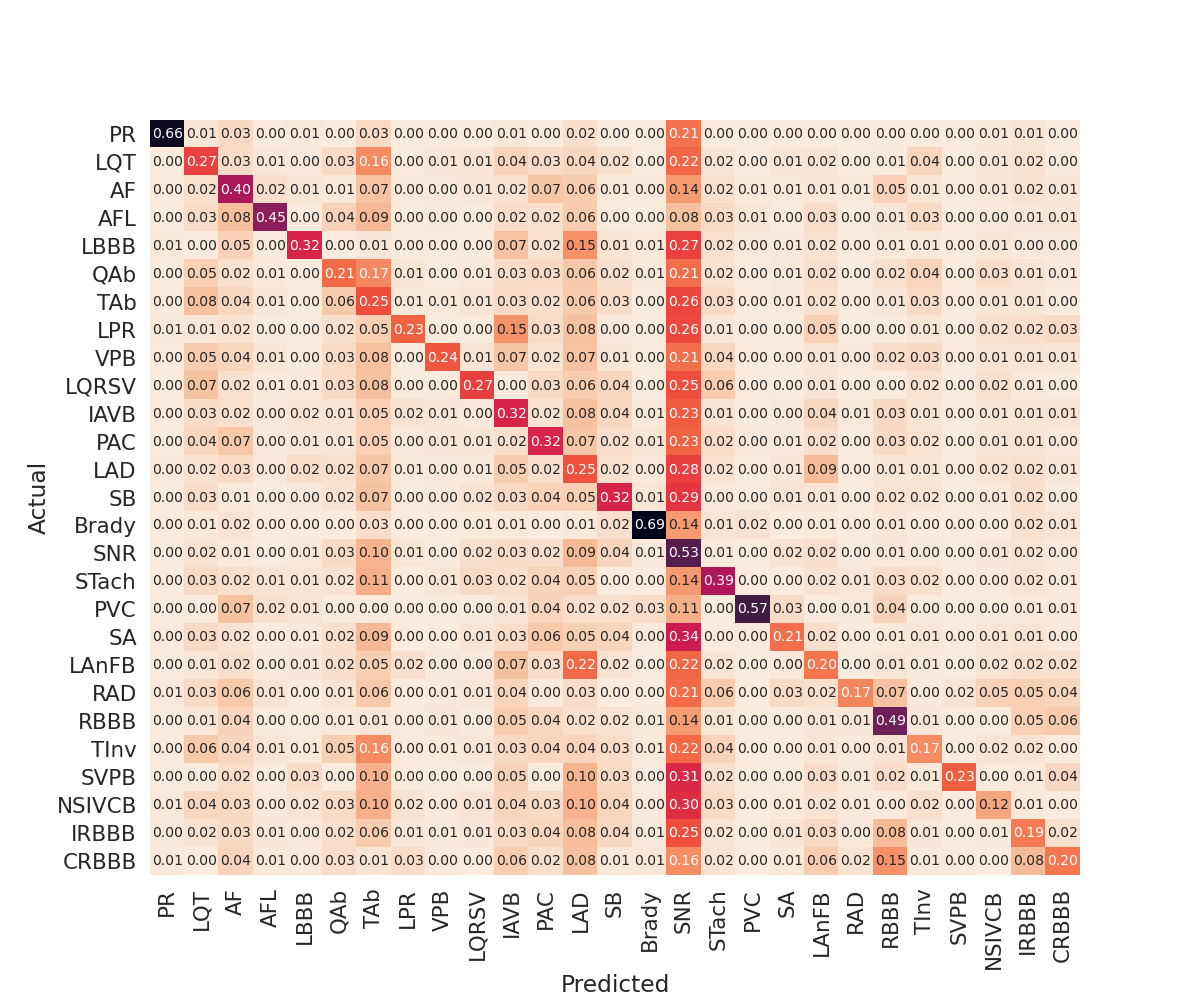 PR 0.66 0.01 0.03 0.00 0.01 0.00 0.03 0.00 0.00 0.00 0.01 0.00 0.02 0.00 0.00 0.21 0.00 0.00 0.00 0.00 0.00 0.00 0.00 0.00 0.01 0.01 0.00
LQT 0.00 0.27 0.03 0.01 0.00 0.03 0.16 0.00 0.01 0.01 0.04 0.03 0.04 0.02 0.00 0.22 0.02 0.00 0.01 0.02 0.00 0.01 0.04 0.00 0.01 0.02 0.00
AF 0.00 0.02 0.40 0.02 0.01 0.01 0.07 0.00 0.01 0.01 0.02 0.07 0.06 0.01 0.00 0.14 0.02 0.01 0.01 0.01 0.01 0.05 0.01 0.00 0.01 0.02 0.01
AFL 0.00 0.03 0.08 0.45 0.00 0.04 0.09 0.00 0.00 0.00 0.02 0.02 0.06 0.00 0.00 0.08 0.03 0.01 0.00 0.03 0.00 0.01 0.03 0.00 0.00 0.01 0.01
LBBB 0.01 0.00 0.05 0.00 0.32 0.00 0.01 0.00 0.00 0.00 0.07 0.02 0.15 0.01 0.01 0.27 0.02 0.00 0.01 0.02 0.00 0.01 0.01 0.00 0.01 0.00 0.00
QAb 0.00 0.05 0.02 0.01 0.00 0.21 0.17 0.01 0.00 0.01 0.03 0.03 0.06 0.02 0.01 0.21 0.02 0.00 0.01 0.02 0.00 0.02 0.04 0.00 0.03 0.01 0.01
TAb 0.00 0.08 0.04 0.01 0.00 0.06 0.25 0.01 0.01 0.01 0.03 0.02 0.06 0.03 0.00 0.26 0.03 0.00 0.01 0.02 0.00 0.01 0.03 0.00 0.01 0.01 0.00
LPR 0.01 0.01 0.02 0.00 0.00 0.02 0.05 0.23 0.00 0.00 0.15 0.03 0.08 0.00 0.00 0.26 0.01 0.00 0.00 0.05 0.00 0.01 0.00 0.00 0.02 0.02 0.03
VPB 0.00 0.05 0.04 0.01 0.00 0.03 0.08 0.00 0.24 0.01 0.07 0.02 0.07 0.01 0.00 0.21 0.04 0.00 0.00 0.01 0.00 0.02 0.03 0.00 0.01 0.01 0.01
LQRSV 0.00 0.07 0.02 0.01 0.01 0.03 0.08 0.00 0.00 0.27 0.00 0.03 0.06 0.04 0.00 0.25 0.06 0.00 0.01 0.01 0.00 0.00 0.02 0.00 0.02 0.01 0.00
IAVB 0.00 0.03 0.02 0.00 0.02 0.01 0.05 0.02 0.01 0.00 0.32 0.02 0.08 0.04 0.01 0.23 0.01 0.00 0.00 0.04 0.01 0.03 0.01 0.00 0.01 0.01 0.01
PAC 0.00 0.04 0.07 0.00 0.01 0.01 0.05 0.00 0.01 0.01 0.02 0.32 0.07 0.02 0.01 0.23 0.02 0.00 0.01 0.02 0.00 0.03 0.02 0.00 0.01 0.01 0.00
LAD 0.00 0.02 0.03 0.00 0.02 0.02 0.07 0.01 0.00 0.01 0.05 0.02 0.25 0.02 0.00 0.28 0.02 0.00 0.01 0.09 0.00 0.01 0.01 0.00 0.02 0.02 0.01
SB 0.00 0.03 0.01 0.00 0.00 0.02 0.07 0.00 0.00 0.02 0.03 0.04 0.05 0.32 0.01 0.29 0.00 0.00 0.01 0.01 0.00 0.02 0.02 0.00 0.01 0.02 0.00
Brady 0.00 0.01 0.02 0.00 0.00 0.00 0.03 0.00 0.00 0.01 0.01 0.00 0.01 0.02 0.69 0.14 0.01 0.02 0.00 0.01 0.00 0.01 0.00 0.00 0.00 0.02 0.01
SNR 0.00 0.02 0.01 0.00 0.01 0.03 0.10 0.01 0.00 0.02 0.03 0.02 0.09 0.04 0.01 0.53 0.01 0.00 0.02 0.02 0.00 0.01 0.01 0.00 0.01 0.02 0.00
STach 0.00 0.03 0.02 0.01 0.01 0.02 0.11 0.00 0.01 0.03 0.02 0.04 0.05 0.00 0.00 0.14 0.39 0.00 0.00 0.02 0.01 0.03 0.02 0.00 0.00 0.02 0.01
PVC 0.00 0.00 0.07 0.02 0.01 0.00 0.00 0.00 0.00 0.00 0.01 0.04 0.02 0.02 0.03 0.11 0.00 0.57 0.03 0.00 0.01 0.04 0.00 0.00 0.00 0.01 0.01
SA 0.00 0.03 0.02 0.00 0.01 0.02 0.09 0.00 0.00 0.01 0.03 0.06 0.05 0.04 0.00 0.34 0.00 0.00 0.21 0.02 0.00 0.01 0.01 0.00 0.01 0.01 0.00
LAnFB 0.00 0.01 0.02 0.00 0.01 0.02 0.05 0.02 0.00 0.00 0.07 0.03 0.22 0.02 0.00 0.22 0.02 0.00 0.00 0.20 0.00 0.01 0.01 0.00 0.02 0.02 0.02
RAD 0.01 0.03 0.06 0.01 0.00 0.01 0.06 0.00 0.01 0.01 0.04 0.00 0.03 0.00 0.00 0.21 0.06 0.00 0.03 0.02 0.17 0.07 0.00 0.02 0.05 0.05 0.04
RBBB 0.00 0.01 0.04 0.00 0.00 0.01 0.01 0.00 0.01 0.00 0.05 0.04 0.02 0.02 0.01 0.14 0.01 0.00 0.00 0.01 0.01 0.49 0.01 0.00 0.00 0.05 0.06
TInv 0.00 0.06 0.04 0.01 0.01 0.05 0.16 0.00 0.01 0.01 0.03 0.04 0.04 0.03 0.01 0.22 0.04 0.00 0.00 0.01 0.00 0.01 0.17 0.00 0.02 0.02 0.00
SVPB 0.00 0.00 0.02 0.00 0.03 0.00 0.10 0.00 0.00 0.00 0.05 0.00 0.10 0.03 0.00 0.31 0.02 0.00 0.00 0.03 0.01 0.02 0.01 0.23 0.00 0.01 0.04
NSIVCB 0.01 0.04 0.03 0.00 0.02 0.03 0.10 0.02 0.00 0.01 0.04 0.03 0.10 0.04 0.00 0.30 0.03 0.00 0.01 0.02 0.01 0.00 0.02 0.00 0.12 0.01 0.00
IRBBB 0.00 0.02 0.03 0.01 0.00 0.02 0.06 0.01 0.01 0.01 0.03 0.04 0.08 0.04 0.01 0.25 0.02 0.00 0.01 0.03 0.00 0.08 0.01 0.00 0.01 0.19 0.02
CRBBB 0.01 0.00 0.04 0.01 0.00 0.03 0.01 0.03 0.00 0.00 0.06 0.02 0.08 0.01 0.01 0.16 0.02 0.00 0.01 0.06 0.02 0.15 0.01 0.00 0.00 0.08 0.20
Actual
PR LQT AF AFL LBBB QAb TAb LPR VPB LQRSV IAVB PAC LAD SB Brady SNR STach PVC SA LAnFB RAD RBBB TInv SVPB NSIVCB IRBBB CRBBB
Predicted